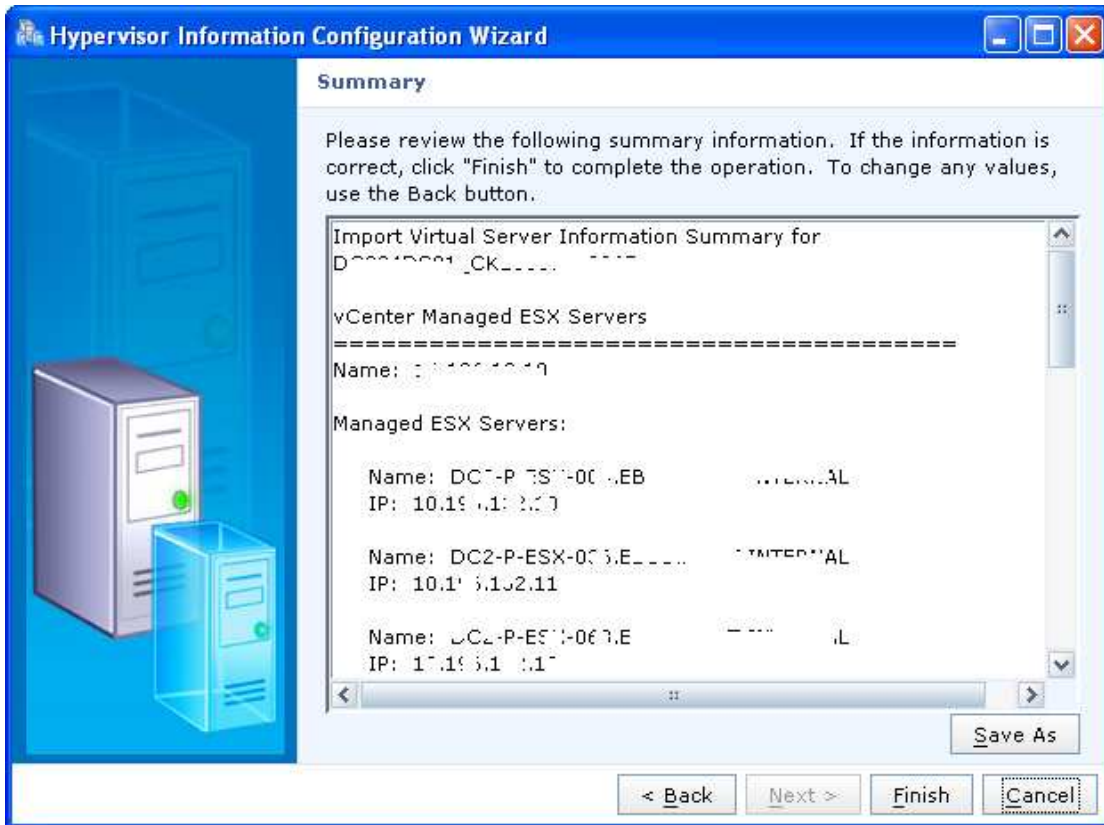 Hypervisor Information Configuration Wizard
Summary
Please review the following summary information. If the information is
correct, click "Finish" to complete the operation. To change any values,
use the Back button.
Import Virtual Server Information Summary for
vCenter Managed ESX Servers
=======================================
Name:
Managed ESX Servers:
Name:
IP:
Name:
IP:
Name:
IP:
Save As
< Back Next > Finish Cancel